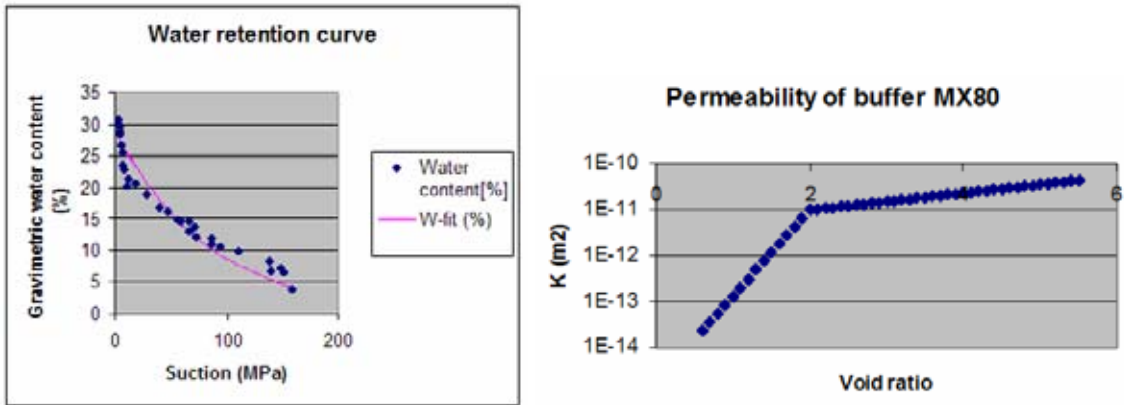 Water retention curve
Gravimetric water content
(%)
35
30
25
20
15
10
5
0
0
100
200
Suction (MPa)
Water
content[%]
W-fit (%)
Permeability of buffer MX80
K (m2)
1E-10
1E-11
1E-12
1E-13
1E-14
0
2
4
6
Void ratio